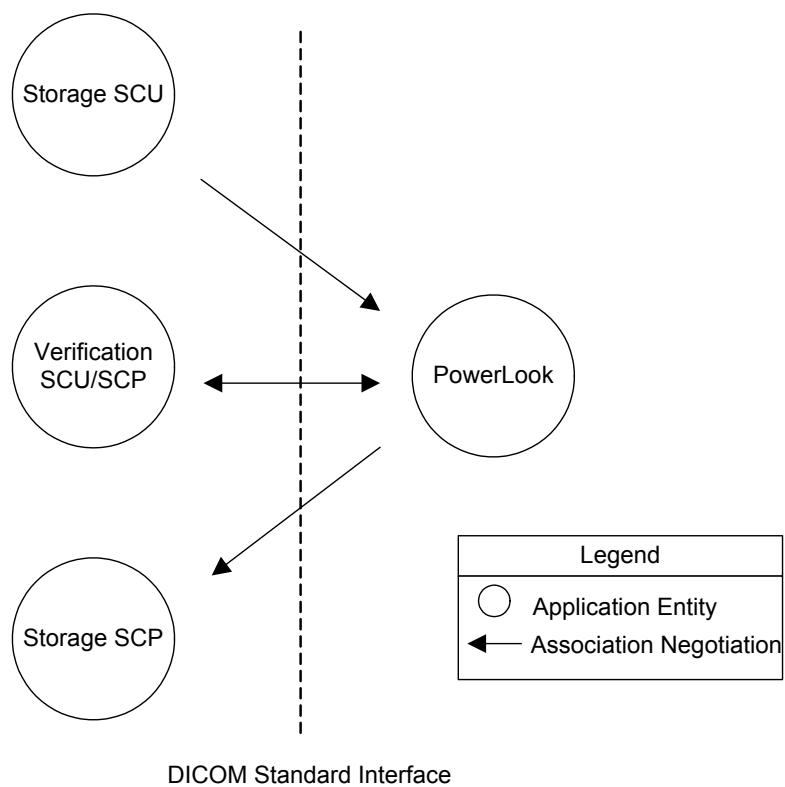 Storage SCU
Verification
SCU/SCP
PowerLook
Storage SCP
Legend
Application Entity
Association Negotiation
DICOM Standard Interface